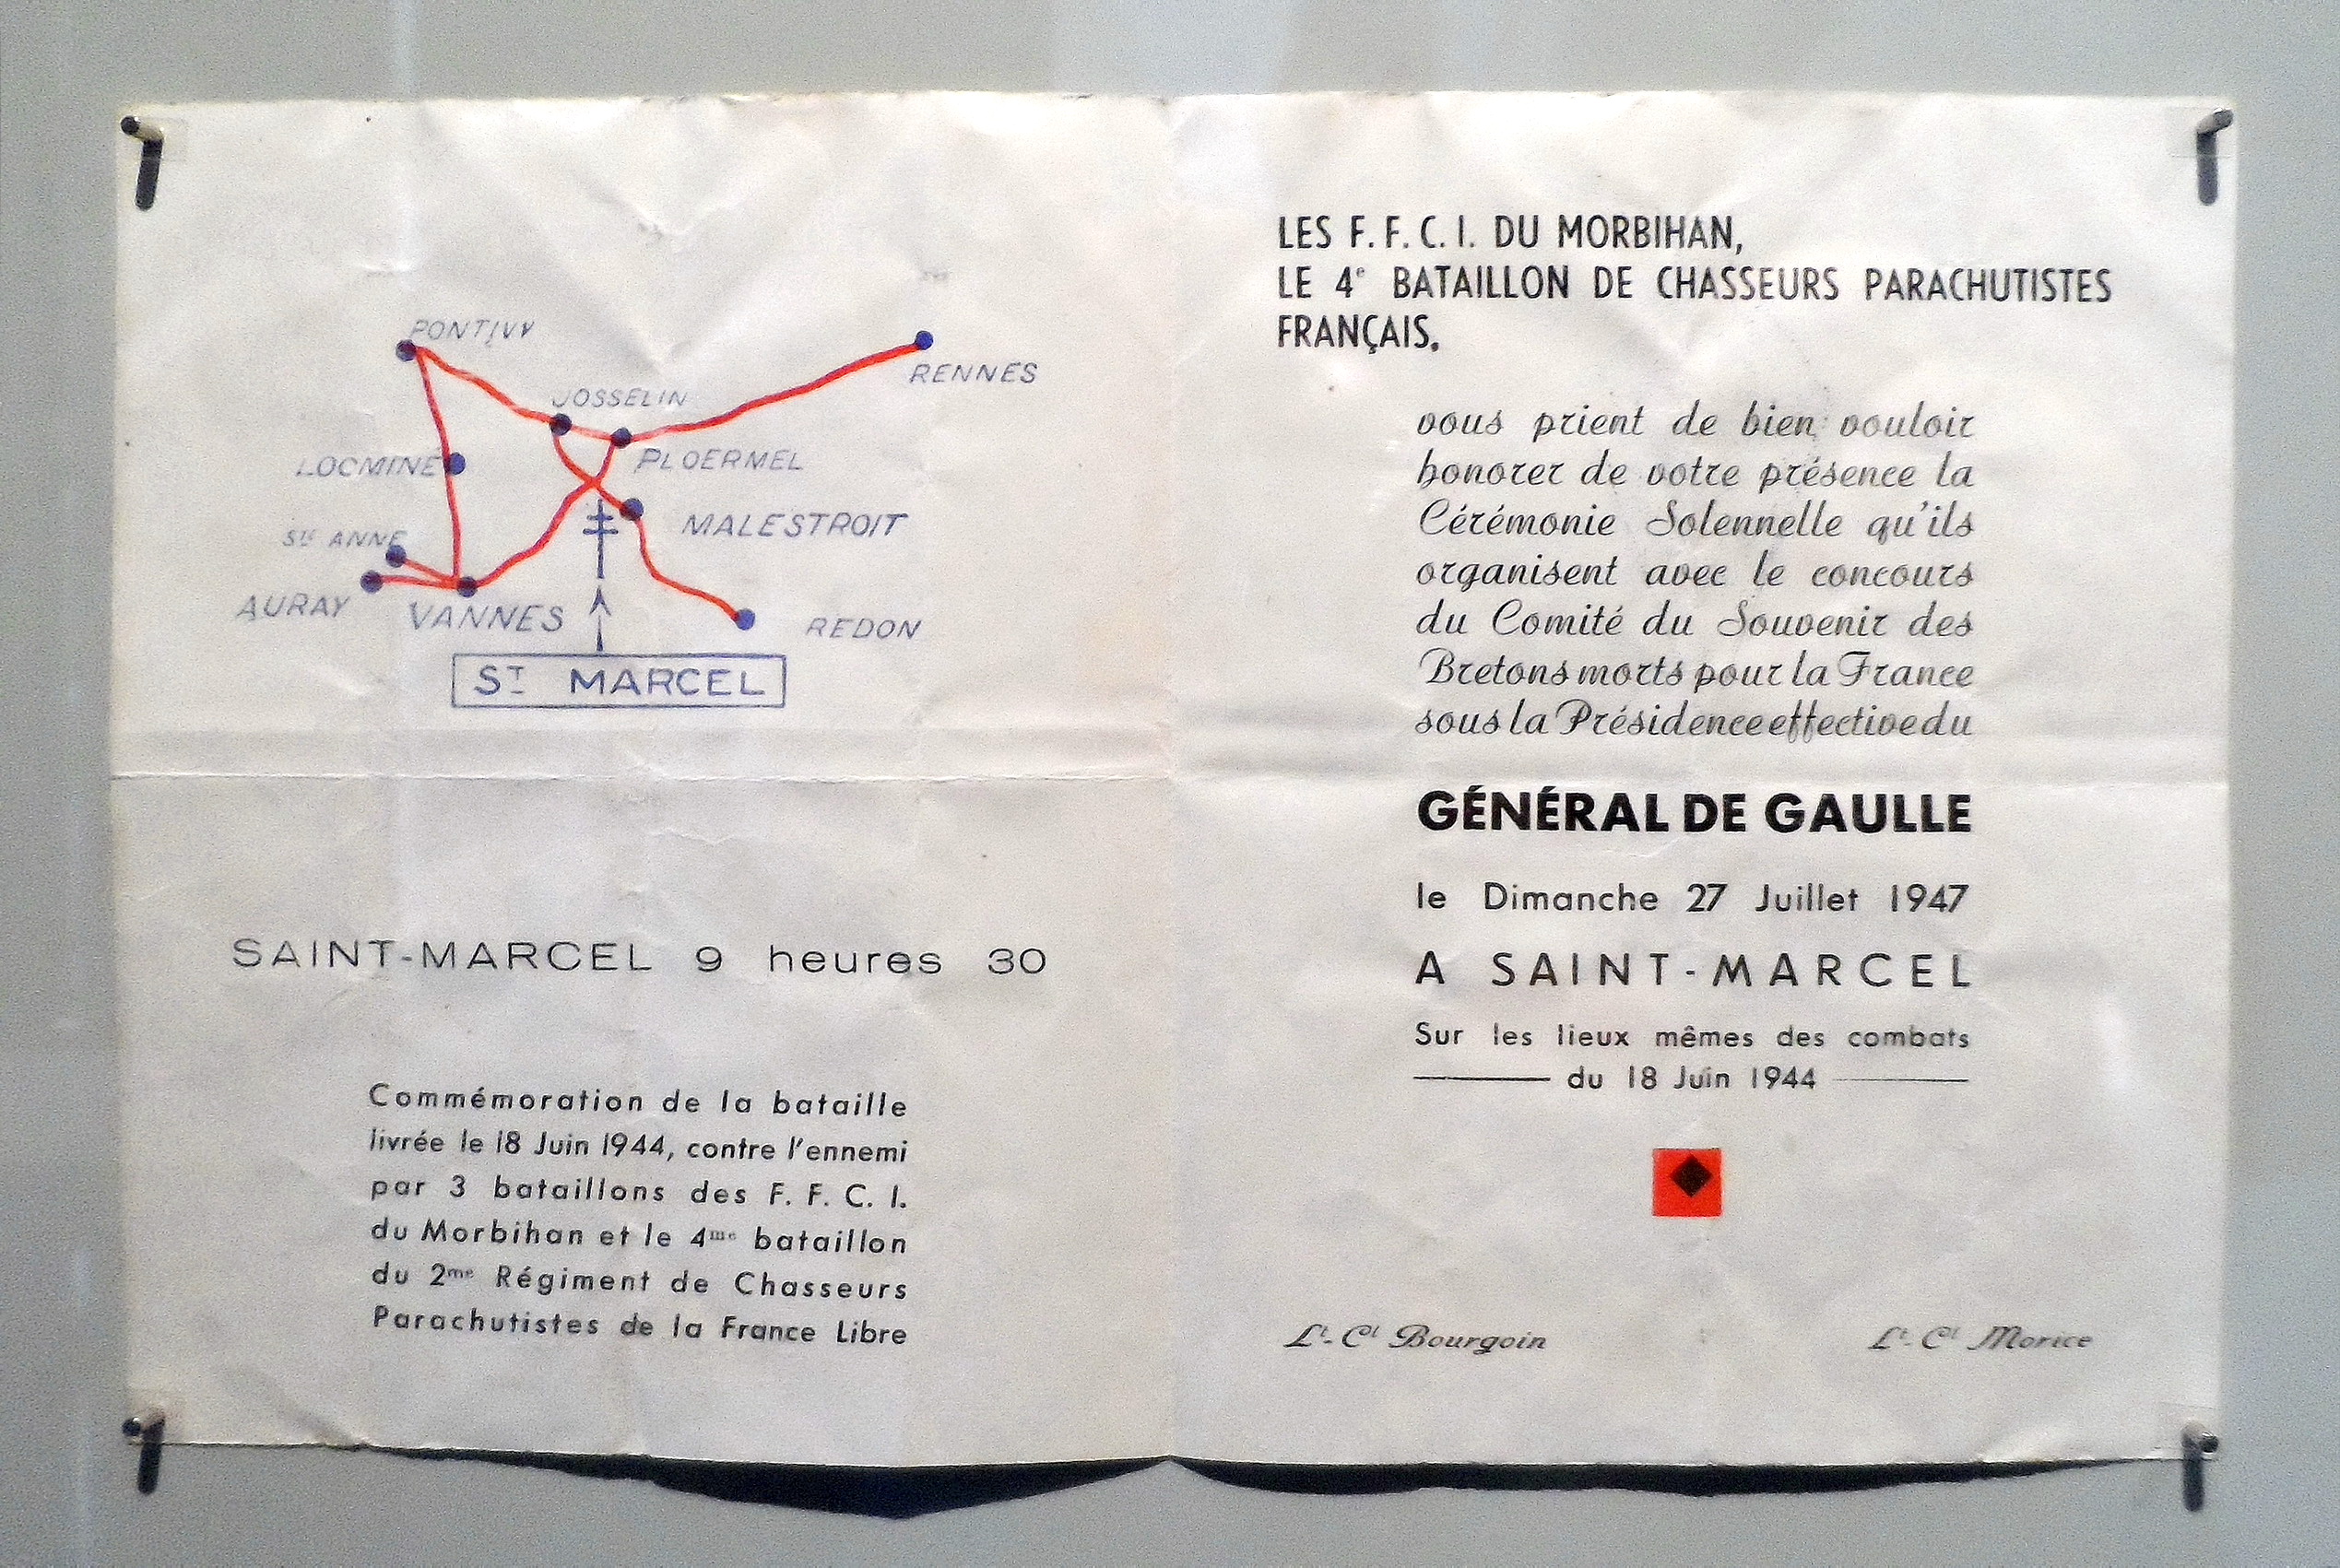 PONTIVY
RENNES
JOSSELIN
LOCMINE
PLOERMEL
STE ANNE
MALESTROIT
AURAY
VANNES
REDON
ST MARCEL
SAINT-MARCEL 9 heures 30
Commémoration de la bataille
livrée le 18 Juin 1944, contre l'ennemi
par 3 bataillons des F. F. C. I.
du Morbihan et le 4me bataillon
du 2me Régiment de Chasseurs
Parachutistes de la France Libre
LES F. F. C. I. DU MORBIHAN,
LE 4e BATAILLON DE CHASSEURS PARACHUTISTES
FRANÇAIS,
vous prient de bien vouloir
honorer de votre présence la
Cérémonie Solennelle qu'ils
organisent avec le concours
du Comité du Souvenir des
Bretons morts pour la France
sous la Présidence effective du
GÉNÉRAL DE GAULLE
le Dimanche 27 Juillet 1947
A SAINT-MARCEL
Sur les lieux mêmes des combats
du 18 Juin 1944
Lt-Cl Bourgoin
Lt-Cl Morice